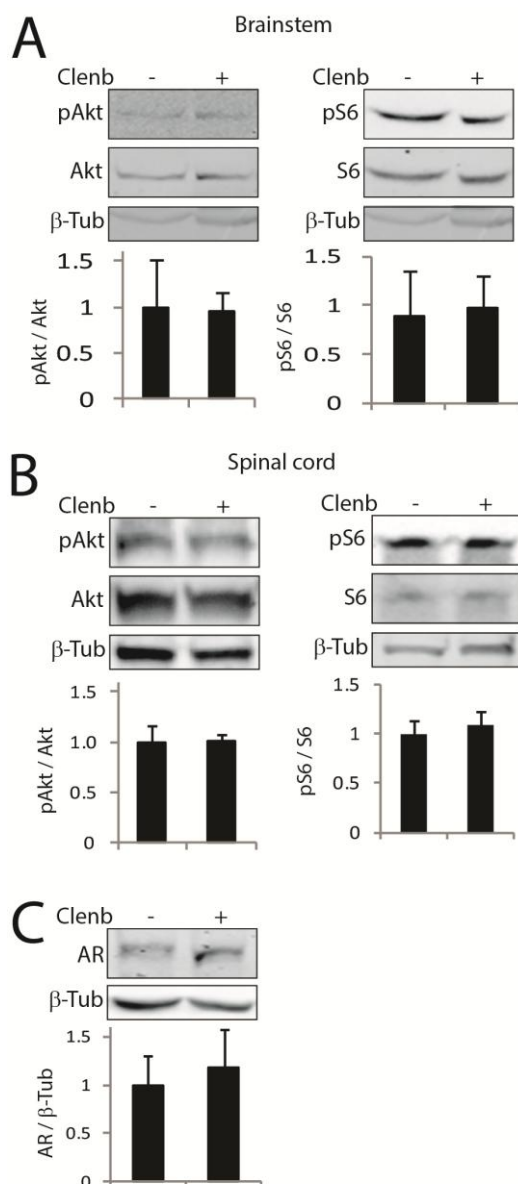 A
Brainstem
Clenb - +
pAkt
Akt
β-Tub
1.5
1
0.5
0
pAkt / Akt
Clenb - +
pS6
S6
β-Tub
1.5
1
0.5
0
pS6 / S6
B
Spinal cord
Clenb - +
pAkt
Akt
β-Tub
1.5
1.0
0.5
0
pAkt / Akt
Clenb - +
pS6
S6
β-Tub
1.5
1
0.5
0
pS6 / S6
C
Clenb - +
AR
β-Tub
1.5
1
0.5
0
AR / β-Tub